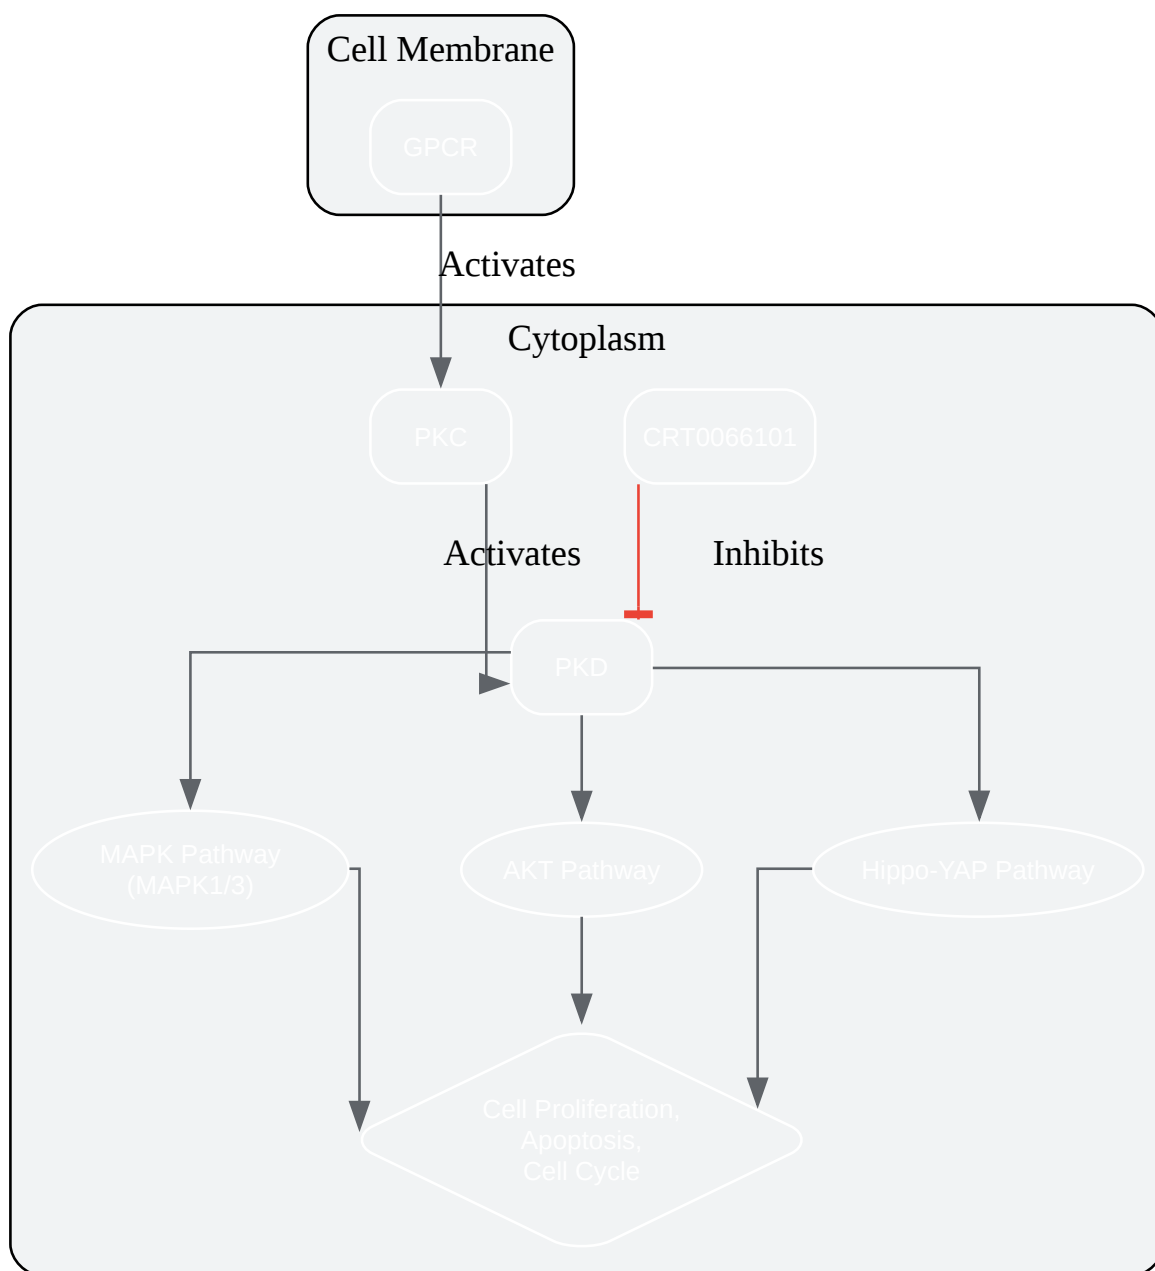 Cell Membrane
GPCR
Activates
Cytoplasm
PKC
CRT0066101
Activates
Inhibits
PKD
MAPK Pathway
(MAPK1/3)
AKT Pathway
Hippo-YAP Pathway
Cell Proliferation,
Apoptosis,
Cell Cycle